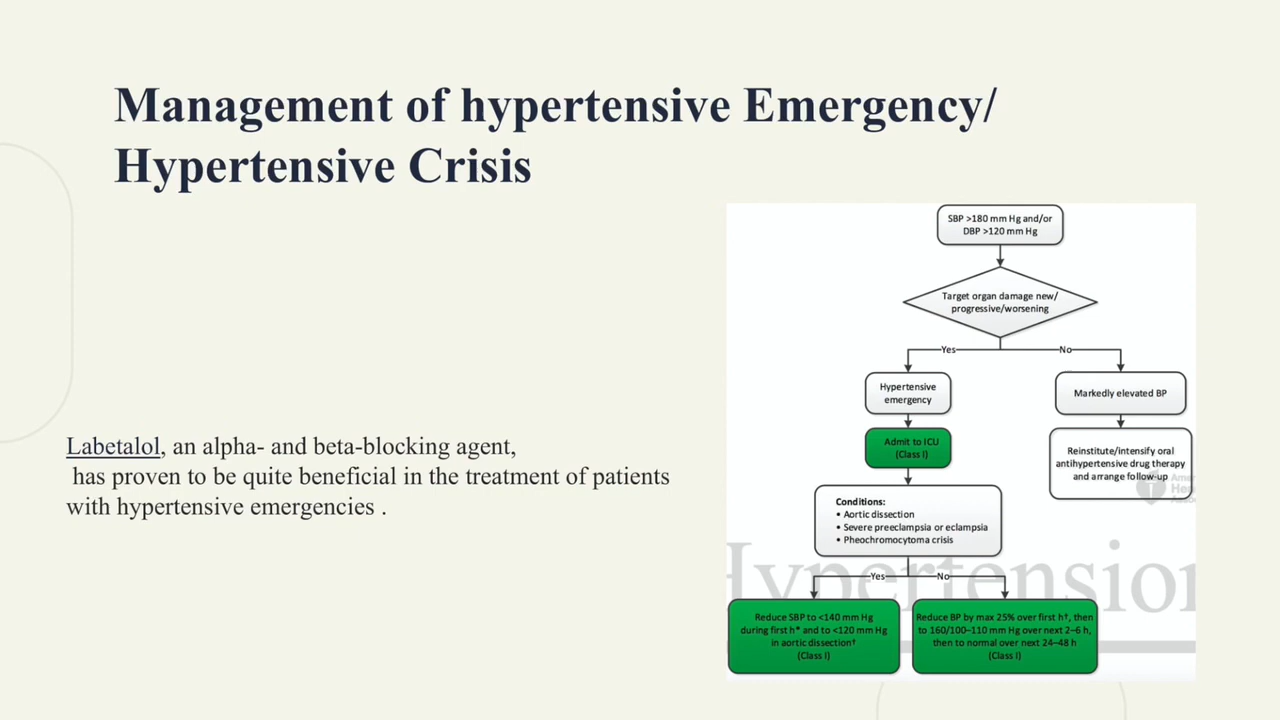 Management of hypertensive Emergency/
Hypertensive Crisis
Labetalol, an alpha- and beta-blocking agent,
has proven to be quite beneficial in the treatment of patients
with hypertensive emergencies .
SBP >180 mm Hg and/or
DBP >120 mm Hg
Target organ damage new/
progressive/worsening
Yes
No
Hypertensive
emergency
Markedly elevated BP
Admit to ICU
(Class I)
Reinstitute/intensify oral
antihypertensive drug therapy
and arrange follow-up
Conditions:
• Aortic dissection
• Severe preeclampsia or eclampsia
• Pheochromocytoma crisis
Yes
No
Reduce SBP to <140 mm Hg
during first h* and to <120 mm Hg
in aortic dissection†
(Class I)
Reduce BP by max 25% over first h†, then
to 160/100–110 mm Hg over next 2–6 h,
then to normal over next 24–48 h
(Class I)
Hypertension